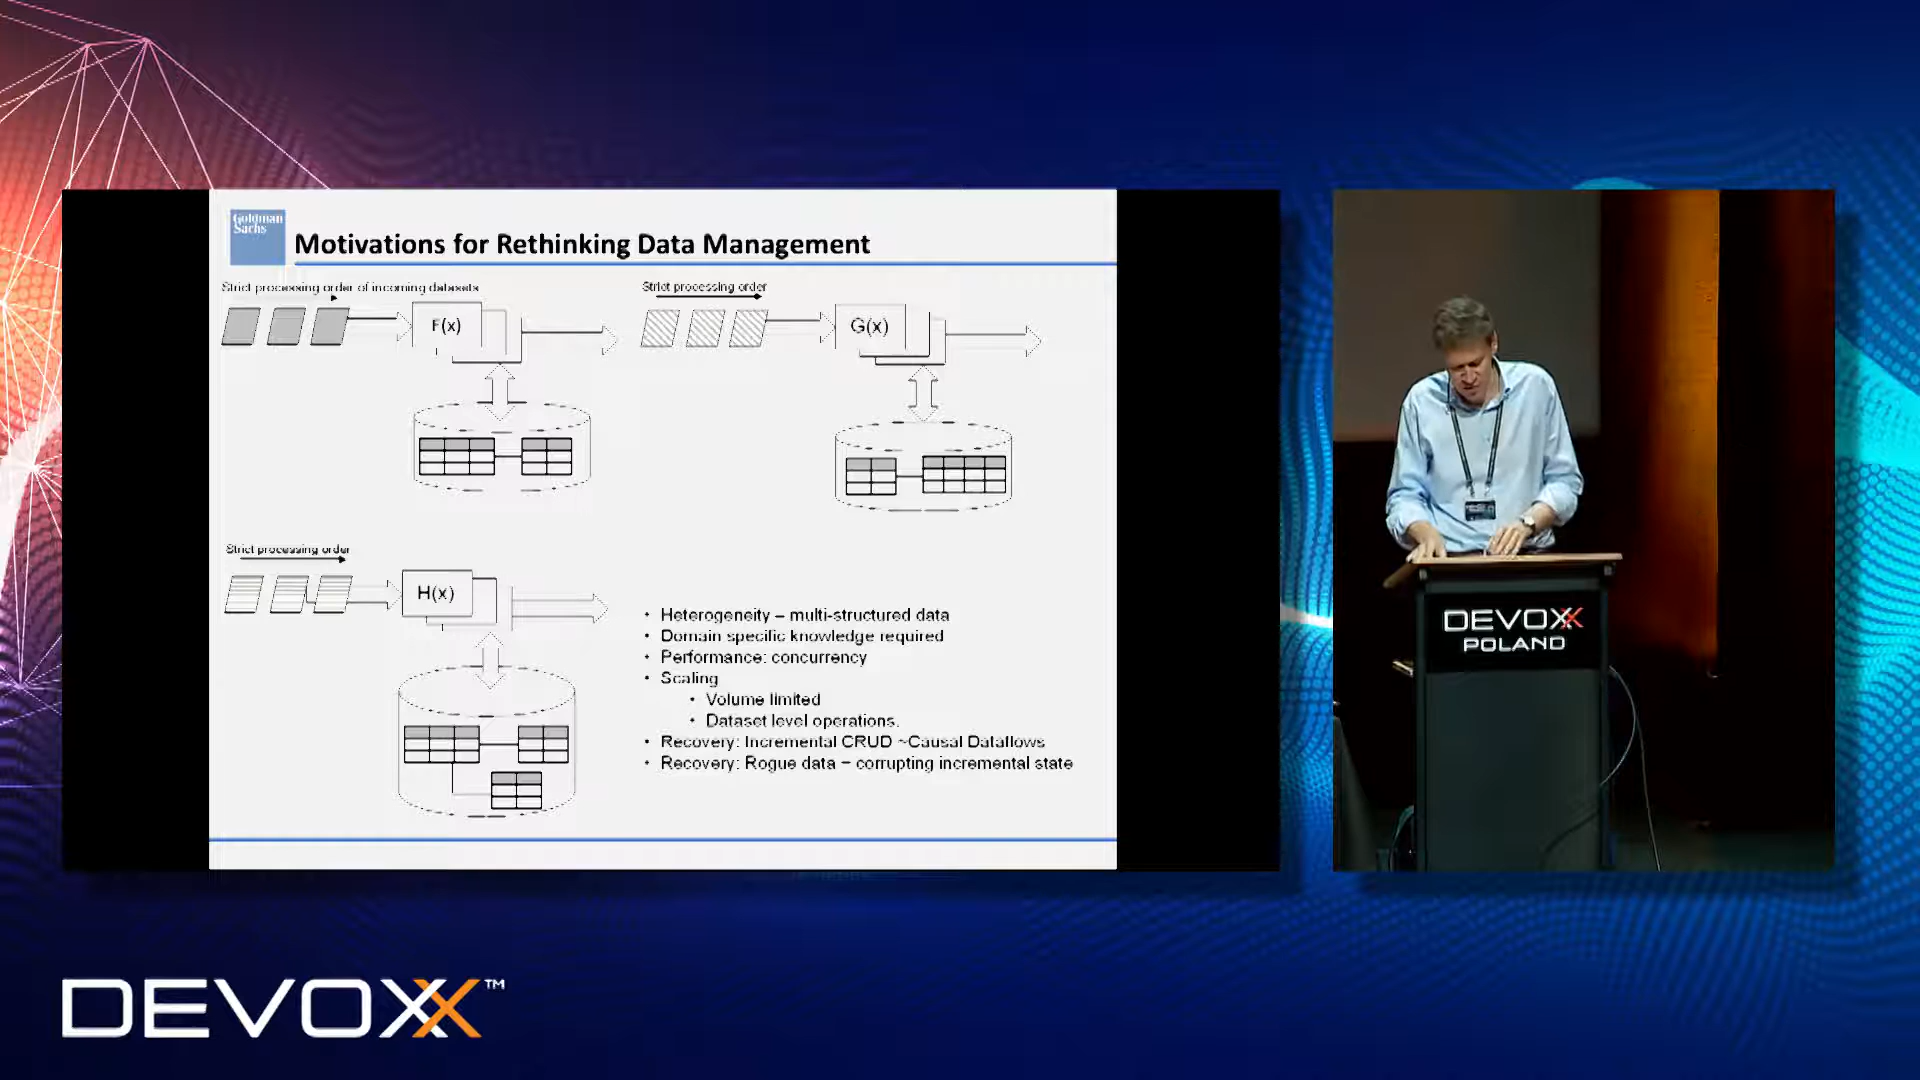 Goldman
Sachs
Motivations for Rethinking Data Management
Strict processing order of incoming datasets
F(x)
Strict processing order
G(x)
Strict processing order
H(x)
• Heterogeneity – multi-structured data
• Domain specific knowledge required
• Performance: concurrency
• Scaling
• Volume limited
• Dataset level operations.
• Recovery: Incremental CRUD ~Causal Dataflows
• Recovery: Rogue data – corrupting incremental state
DEVOXX
POLAND
DEVOXX™